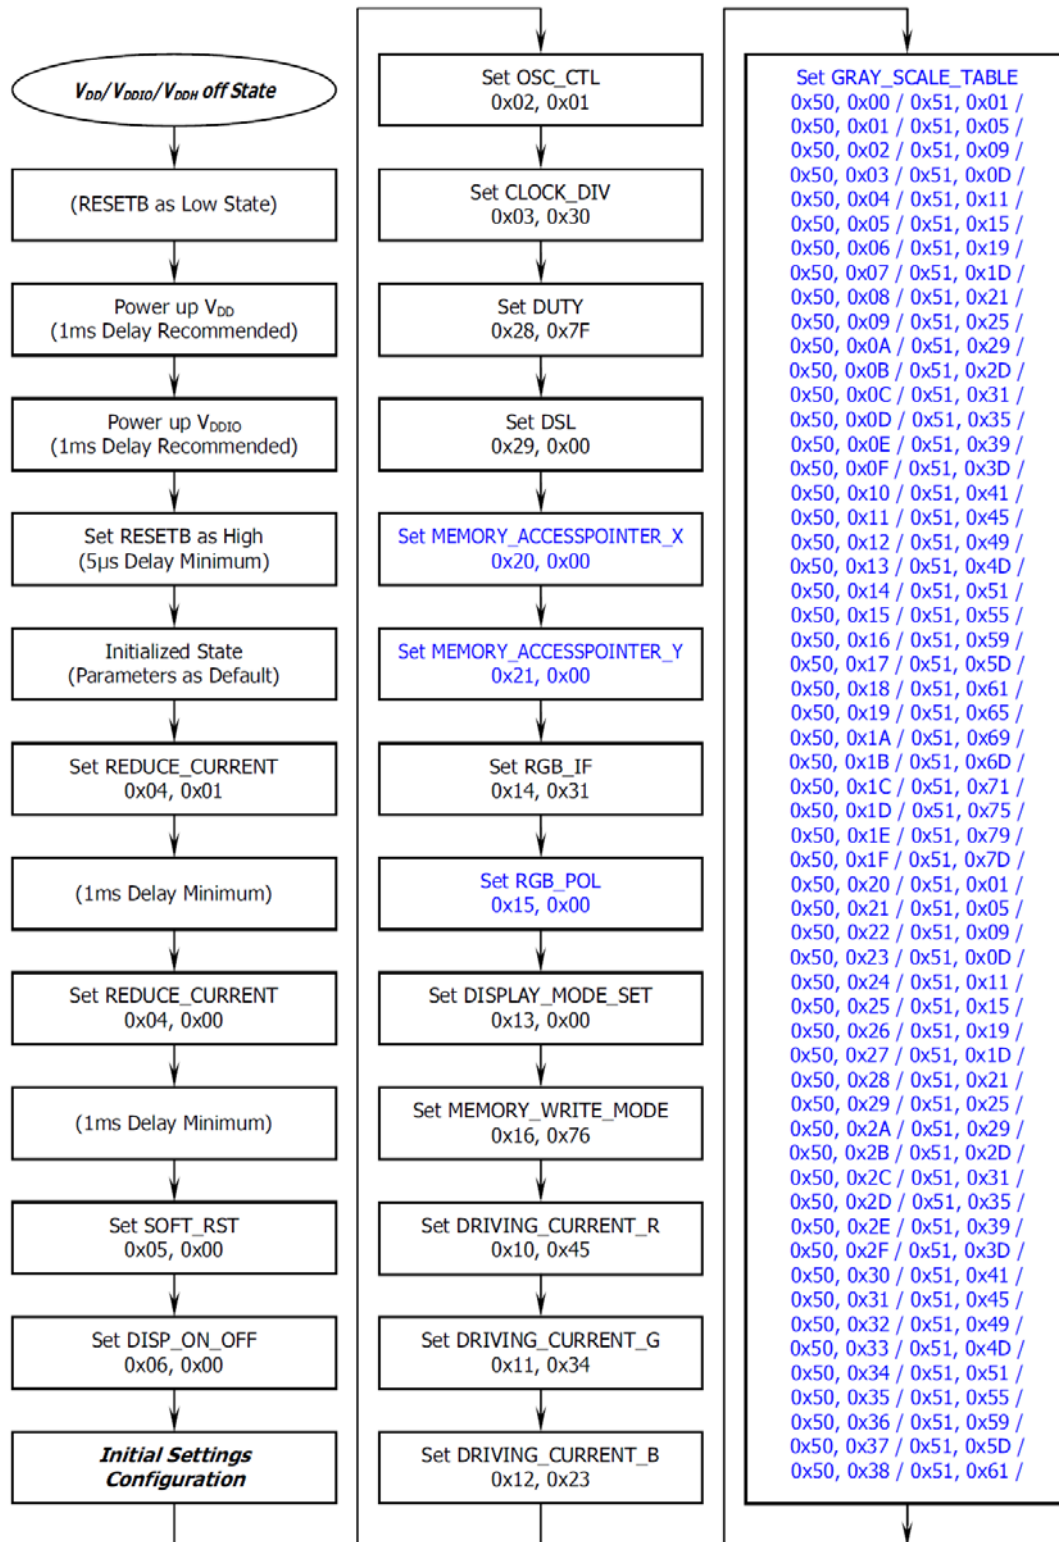 VDD/VDDIO/VDDH off State
(RESETB as Low State)
Power up VDD
(1ms Delay Recommended)
Power up VDDIO
(1ms Delay Recommended)
Set RESETB as High
(5μs Delay Minimum)
Initialized State
(Parameters as Default)
Set REDUCE_CURRENT
0x04, 0x01
(1ms Delay Minimum)
Set REDUCE_CURRENT
0x04, 0x00
(1ms Delay Minimum)
Set SOFT_RST
0x05, 0x00
Set DISP_ON_OFF
0x06, 0x00
Initial Settings
Configuration
Set OSC_CTL
0x02, 0x01
Set CLOCK_DIV
0x03, 0x30
Set DUTY
0x28, 0x7F
Set DSL
0x29, 0x00
Set MEMORY_ACCESSPOINTER_X
0x20, 0x00
Set MEMORY_ACCESSPOINTER_Y
0x21, 0x00
Set RGB_IF
0x14, 0x31
Set RGB_POL
0x15, 0x00
Set DISPLAY_MODE_SET
0x13, 0x00
Set MEMORY_WRITE_MODE
0x16, 0x76
Set DRIVING_CURRENT_R
0x10, 0x45
Set DRIVING_CURRENT_G
0x11, 0x34
Set DRIVING_CURRENT_B
0x12, 0x23
Set GRAY_SCALE_TABLE
0x50, 0x00 / 0x51, 0x01 /
0x50, 0x01 / 0x51, 0x05 /
0x50, 0x02 / 0x51, 0x09 /
0x50, 0x03 / 0x51, 0x0D /
0x50, 0x04 / 0x51, 0x11 /
0x50, 0x05 / 0x51, 0x15 /
0x50, 0x06 / 0x51, 0x19 /
0x50, 0x07 / 0x51, 0x1D /
0x50, 0x08 / 0x51, 0x21 /
0x50, 0x09 / 0x51, 0x25 /
0x50, 0x0A / 0x51, 0x29 /
0x50, 0x0B / 0x51, 0x2D /
0x50, 0x0C / 0x51, 0x31 /
0x50, 0x0D / 0x51, 0x35 /
0x50, 0x0E / 0x51, 0x39 /
0x50, 0x0F / 0x51, 0x3D /
0x50, 0x10 / 0x51, 0x41 /
0x50, 0x11 / 0x51, 0x45 /
0x50, 0x12 / 0x51, 0x49 /
0x50, 0x13 / 0x51, 0x4D /
0x50, 0x14 / 0x51, 0x51 /
0x50, 0x15 / 0x51, 0x55 /
0x50, 0x16 / 0x51, 0x59 /
0x50, 0x17 / 0x51, 0x5D /
0x50, 0x18 / 0x51, 0x61 /
0x50, 0x19 / 0x51, 0x65 /
0x50, 0x1A / 0x51, 0x69 /
0x50, 0x1B / 0x51, 0x6D /
0x50, 0x1C / 0x51, 0x71 /
0x50, 0x1D / 0x51, 0x75 /
0x50, 0x1E / 0x51, 0x79 /
0x50, 0x1F / 0x51, 0x7D /
0x50, 0x20 / 0x51, 0x01 /
0x50, 0x21 / 0x51, 0x05 /
0x50, 0x22 / 0x51, 0x09 /
0x50, 0x23 / 0x51, 0x0D /
0x50, 0x24 / 0x51, 0x11 /
0x50, 0x25 / 0x51, 0x15 /
0x50, 0x26 / 0x51, 0x19 /
0x50, 0x27 / 0x51, 0x1D /
0x50, 0x28 / 0x51, 0x21 /
0x50, 0x29 / 0x51, 0x25 /
0x50, 0x2A / 0x51, 0x29 /
0x50, 0x2B / 0x51, 0x2D /
0x50, 0x2C / 0x51, 0x31 /
0x50, 0x2D / 0x51, 0x35 /
0x50, 0x2E / 0x51, 0x39 /
0x50, 0x2F / 0x51, 0x3D /
0x50, 0x30 / 0x51, 0x41 /
0x50, 0x31 / 0x51, 0x45 /
0x50, 0x32 / 0x51, 0x49 /
0x50, 0x33 / 0x51, 0x4D /
0x50, 0x34 / 0x51, 0x51 /
0x50, 0x35 / 0x51, 0x55 /
0x50, 0x36 / 0x51, 0x59 /
0x50, 0x37 / 0x51, 0x5D /
0x50, 0x38 / 0x51, 0x61 /